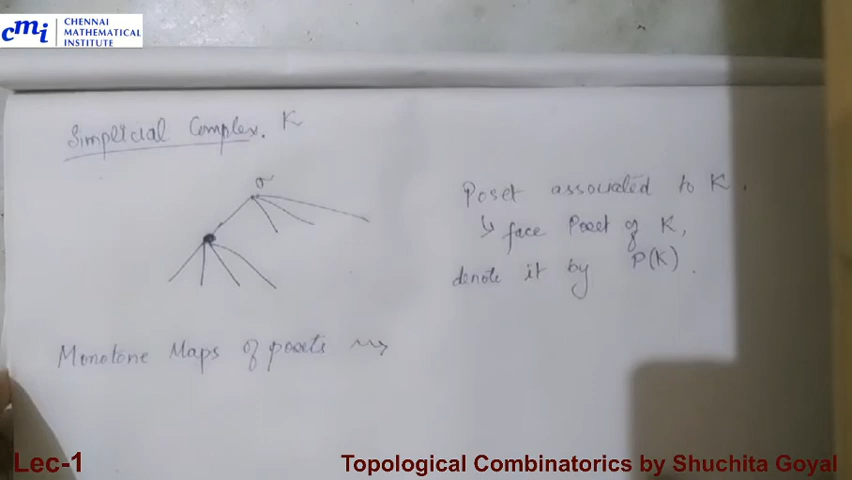 cmi
CHENNAI
MATHEMATICAL
INSTITUTE
Simplicial Complex. K
σ
Poset associated to K.
↳ face Poset of K,
denote it by P(K).
Monotone Maps of posets ⇝
Lec-1
Topological Combinatorics by Shuchita Goyal